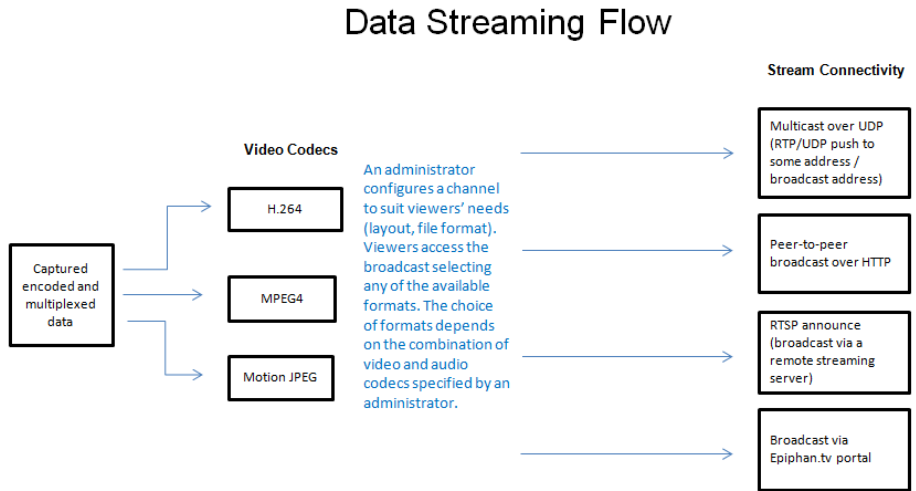 Data Streaming Flow
Stream Connectivity
Video Codecs
Captured
encoded and
multiplexed
data
H.264
MPEG4
Motion JPEG
An administrator
configures a channel
to suit viewers’ needs
(layout, file format).
Viewers access the
broadcast selecting
any of the available
formats. The choice
of formats depends
on the combination of
video and audio
codecs specified by an
administrator.
Multicast over UDP
(RTP/UDP push to
some address /
broadcast address)
Peer-to-peer
broadcast over HTTP
RTSP announce
(broadcast via a
remote streaming
server)
Broadcast via
Epiphan.tv portal